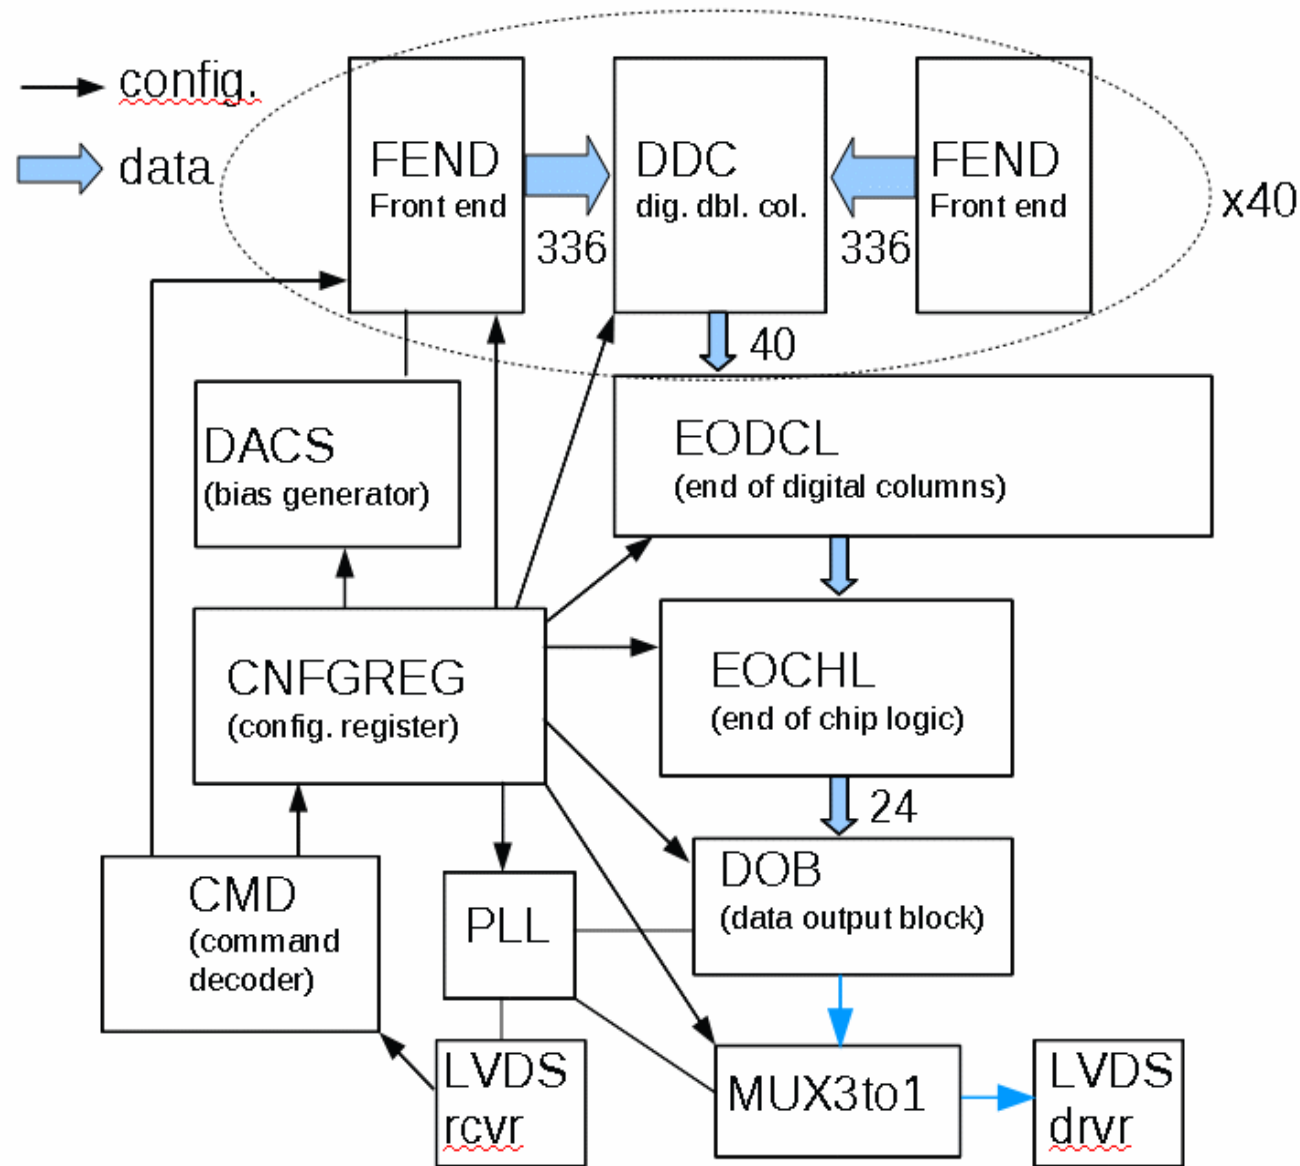 config.
data
FEND
Front end
336
DDC
dig. dbl. col.
336
FEND
Front end
x40
40
DACS
(bias generator)
EODCL
(end of digital columns)
CNFGREG
(config. register)
EOCHL
(end of chip logic)
24
CMD
(command
decoder)
PLL
DOB
(data output block)
LVDS
rcvr
MUX3to1
LVDS
drvr